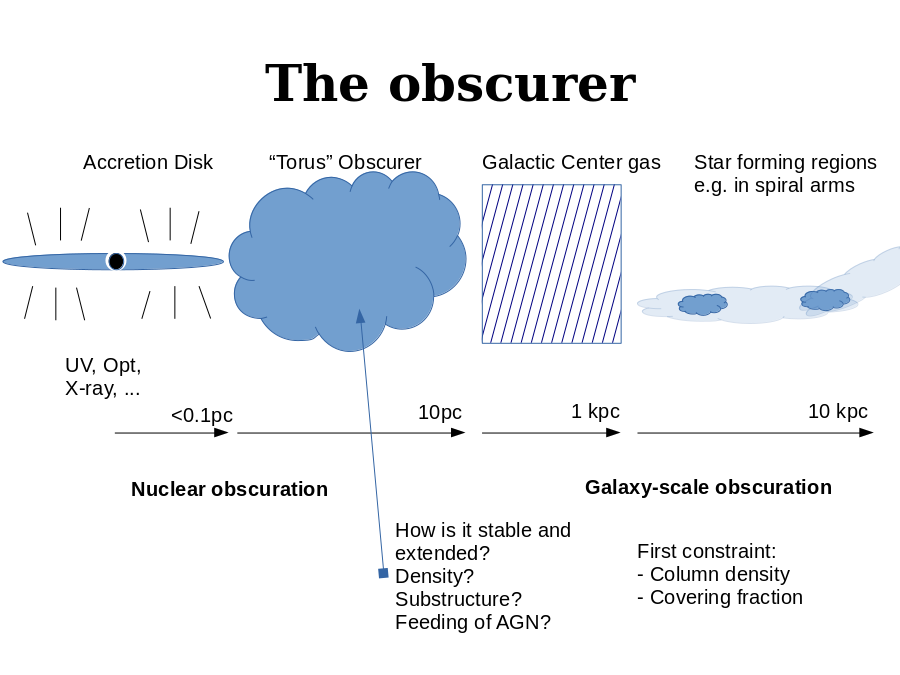 The obscurer
Accretion Disk
“Torus” Obscurer
Galactic Center gas
Star forming regions
e.g. in spiral arms
UV, Opt,
X-ray, ...
<0.1pc
10pc
1 kpc
10 kpc
Nuclear obscuration
Galaxy-scale obscuration
How is it stable and
extended?
Density?
Substructure?
Feeding of AGN?
First constraint:
- Column density
- Covering fraction